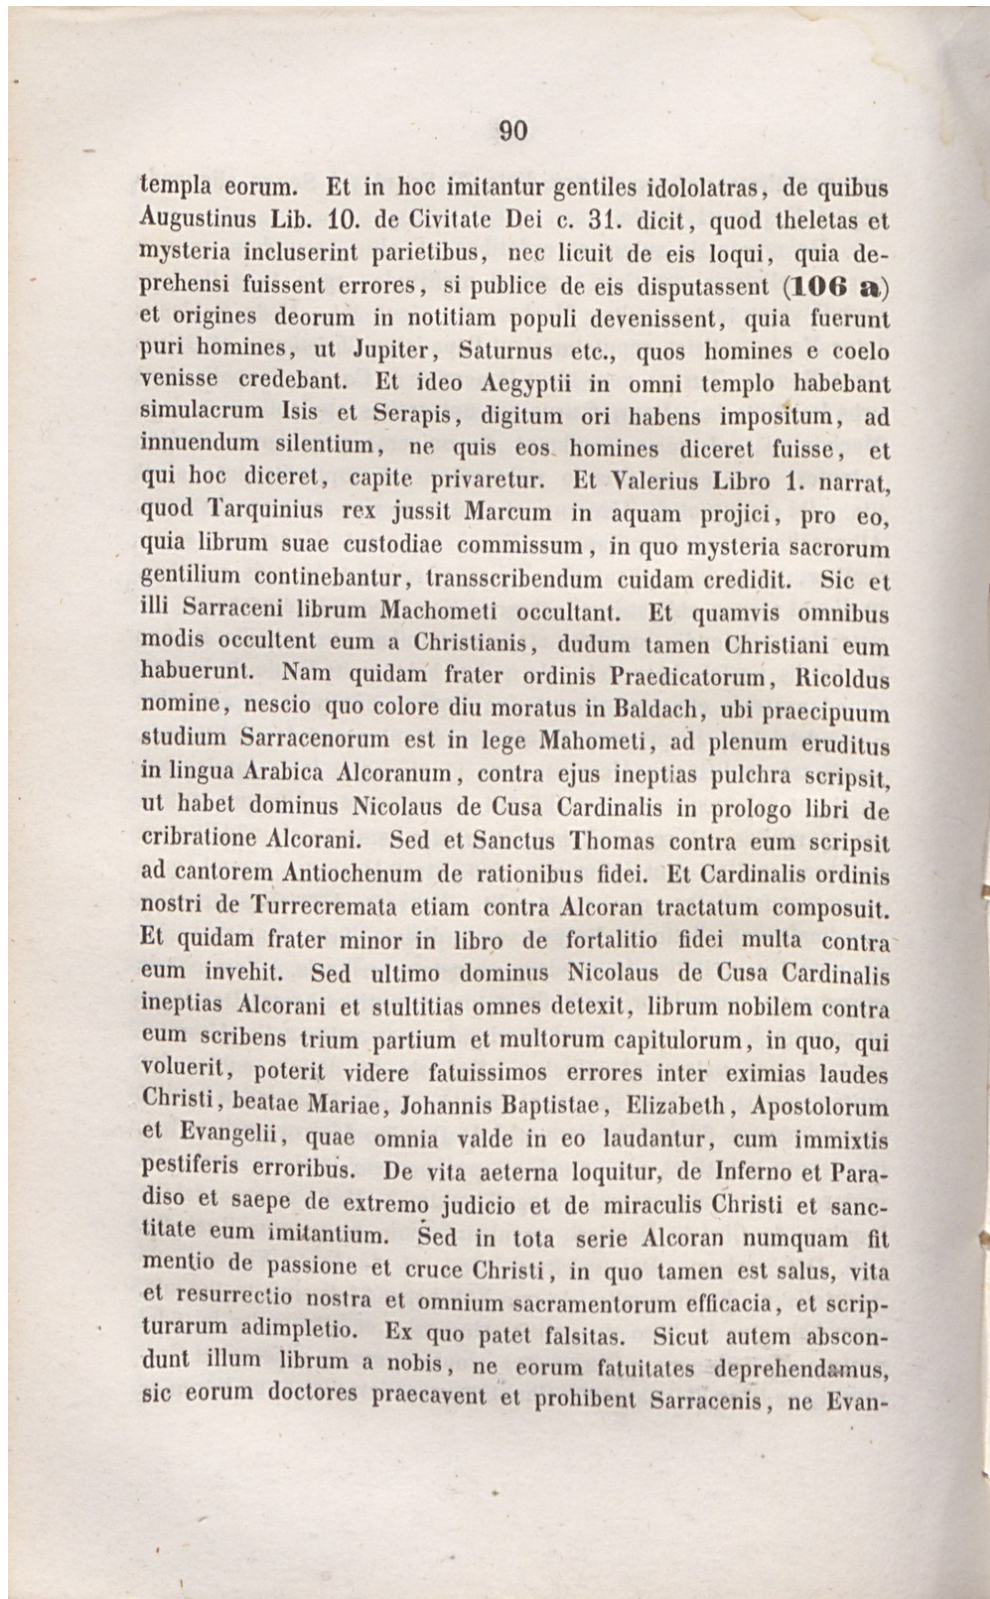 90
templa eorum. Et in hoc imitantur gentiles idololatras, de quibus
Augustinus Lib. 10. de Civitate Dei c. 31. dicit, quod theletas et
mysteria incluserint parietibus, nec licuit de eis loqui, quia de-
prehensi fuissent errores, si publice de eis disputassent (106 a)
et origines deorum in notitiam populi devenissent, quia fuerunt
puri homines, ut Jupiter, Saturnus etc., quos homines e coelo
venisse credebant. Et ideo Aegyptii in omni templo habebant
simulacrum Isis et Serapis, digitum ori habens impositum, ad
innuendum silentium, ne quis eos homines diceret fuisse, et
qui hoc diceret, capite privaretur. Et Valerius Libro 1. narrat,
quod Tarquinius rex jussit Marcum in aquam projici, pro eo,
quia librum suae custodiae commissum, in quo mysteria sacrorum
gentilium continebantur, transscribendum cuidam credidit. Sic et
illi Sarraceni librum Machometi occultant. Et quamvis omnibus
modis occultent eum a Christianis, dudum tamen Christiani eum
habuerunt. Nam quidam frater ordinis Praedicatorum, Ricoldus
nomine, nescio quo colore diu moratus in Baldach, ubi praecipuum
studium Sarracenorum est in lege Mahometi, ad plenum eruditus
in lingua Arabica Alcoranum, contra ejus ineptias pulchra scripsit,
ut habet dominus Nicolaus de Cusa Cardinalis in prologo libri de
cribratione Alcorani. Sed et Sanctus Thomas contra eum scripsit
ad cantorem Antiochenum de rationibus fidei. Et Cardinalis ordinis
nostri de Turrecremata etiam contra Alcoran tractatum composuit.
Et quidam frater minor in libro de fortalitio fidei multa contra
eum invehit. Sed ultimo dominus Nicolaus de Cusa Cardinalis
ineptias Alcorani et stultitias omnes detexit, librum nobilem contra
eum scribens trium partium et multorum capitulorum, in quo, qui
voluerit, poterit videre fatuissimos errores inter eximias laudes
Christi, beatae Mariae, Johannis Baptistae, Elizabeth, Apostolorum
et Evangelii, quae omnia valde in eo laudantur, cum immixtis
pestiferis erroribus. De vita aeterna loquitur, de Inferno et Para-
diso et saepe de extremo judicio et de miraculis Christi et sanc-
titate eum imitantium. Sed in tota serie Alcoran numquam fit
mentio de passione et cruce Christi, in quo tamen est salus, vita
et resurrectio nostra et omnium sacramentorum efficacia, et scrip-
turarum adimpletio. Ex quo patet falsitas. Sicut autem abscon-
dunt illum librum a nobis, ne eorum fatuitates deprehendamus,
sic eorum doctores praecavent et prohibent Sarracenis, ne Evan-